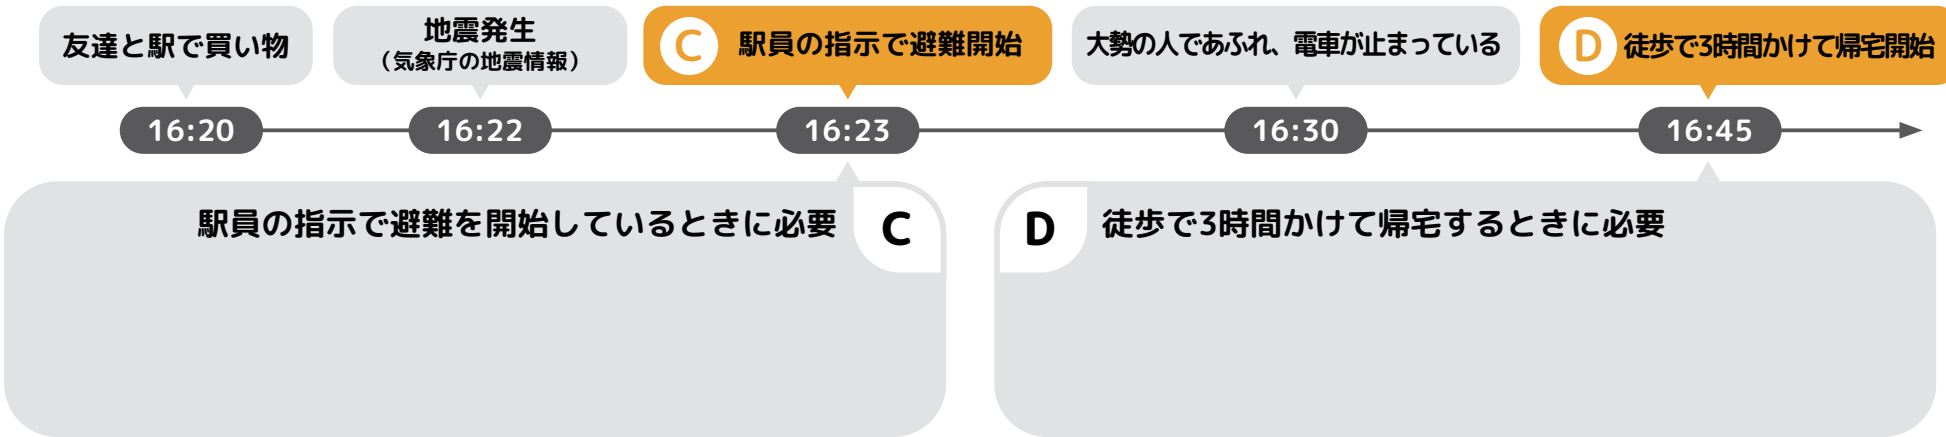 友達と駅で買い物
地震発生
（気象庁の地震情報）
C 駅員の指示で避難開始
大勢の人であふれ、電車が止まっている
D 徒歩で3時間かけて帰宅開始
16:20
16:22
16:23
16:30
16:45
駅員の指示で避難を開始しているときに必要 C
D 徒歩で3時間かけて帰宅するときに必要